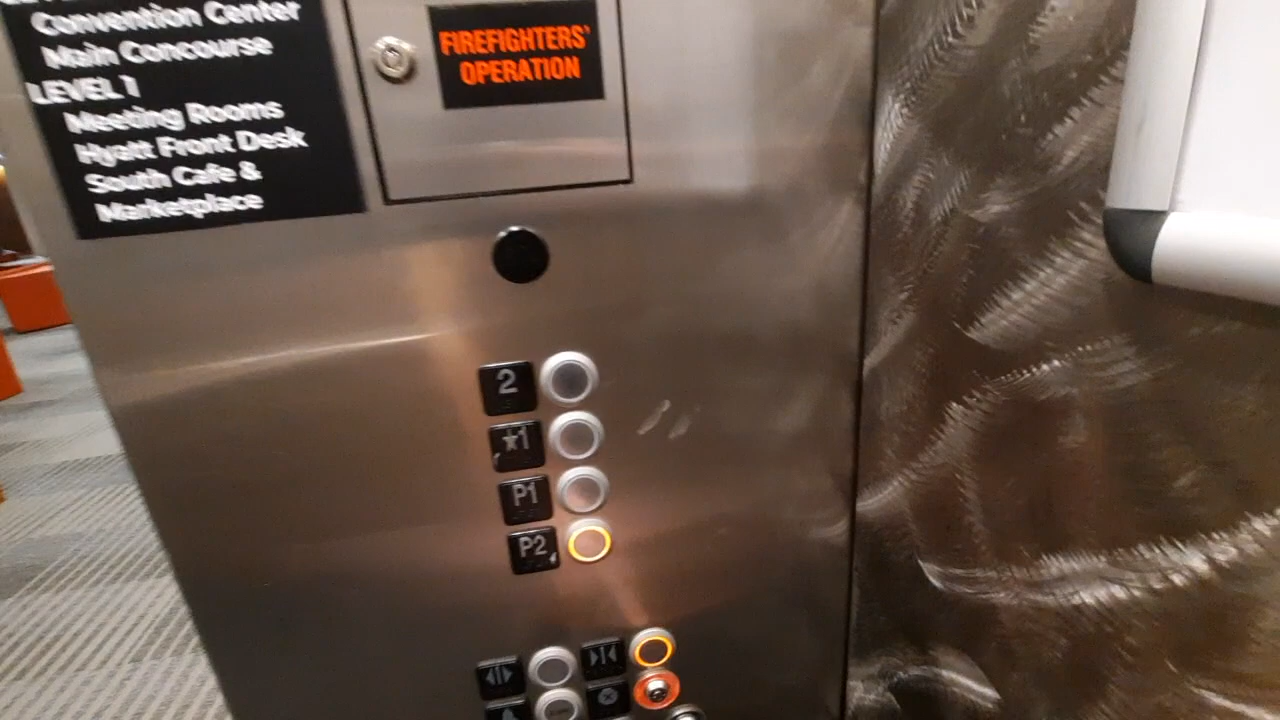 Convention Center
Main Concourse
LEVEL 1
Meeting Rooms
Hyatt Front Desk
South Cafe &
Marketplace
FIREFIGHTERS'
OPERATION
2
★1
P1
P2